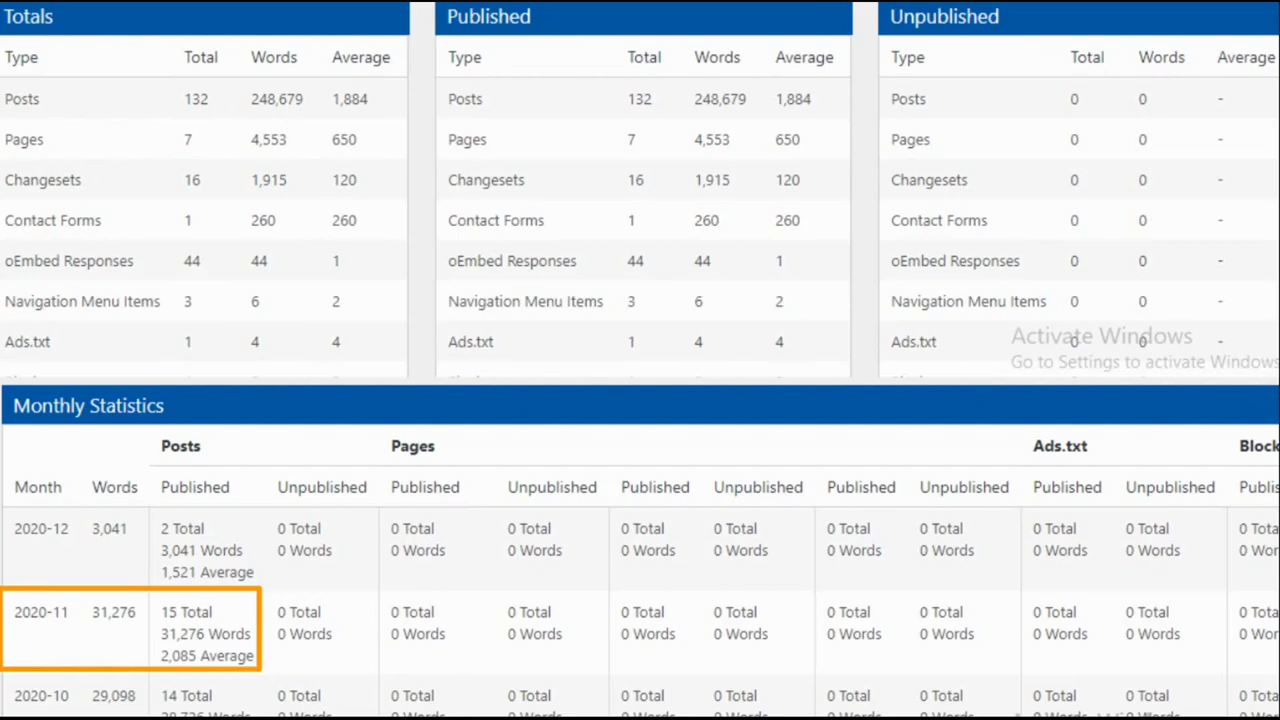 Totals Published Unpublished
Type Total Words Average Type Total Words Average Type Total Words Average
Posts 132 248,679 1,884 Posts 132 248,679 1,884 Posts 0 0 -
Pages 7 4,553 650 Pages 7 4,553 650 Pages 0 0 -
Changesets 16 1,915 120 Changesets 16 1,915 120 Changesets 0 0 -
Contact Forms 1 260 260 Contact Forms 1 260 260 Contact Forms 0 0 -
oEmbed Responses 44 44 1 oEmbed Responses 44 44 1 oEmbed Responses 0 0 -
Navigation Menu Items 3 6 2 Navigation Menu Items 3 6 2 Navigation Menu Items 0 0 -
Ads.txt 1 4 4 Ads.txt 1 4 4 Ads.txt 0 0 -
Activate Windows
Go to Settings to activate Windows
Monthly Statistics
Posts Pages Ads.txt Block
Month Words Published Unpublished Published Unpublished Published Unpublished Published Unpublished Published Unpublished
2020-12 3,041 2 Total 0 Total 0 Total 0 Total 0 Total 0 Total 0 Total 0 Total 0 Total 0 Total
3,041 Words 0 Words 0 Words 0 Words 0 Words 0 Words 0 Words 0 Words 0 Words 0 Words
1,521 Average
2020-11 31,276 15 Total 0 Total 0 Total 0 Total 0 Total 0 Total 0 Total 0 Total 0 Total 0 Total
31,276 Words 0 Words 0 Words 0 Words 0 Words 0 Words 0 Words 0 Words 0 Words 0 Words
2,085 Average
2020-10 29,098 14 Total 0 Total 0 Total 0 Total 0 Total 0 Total 0 Total 0 Total 0 Total 0 Total